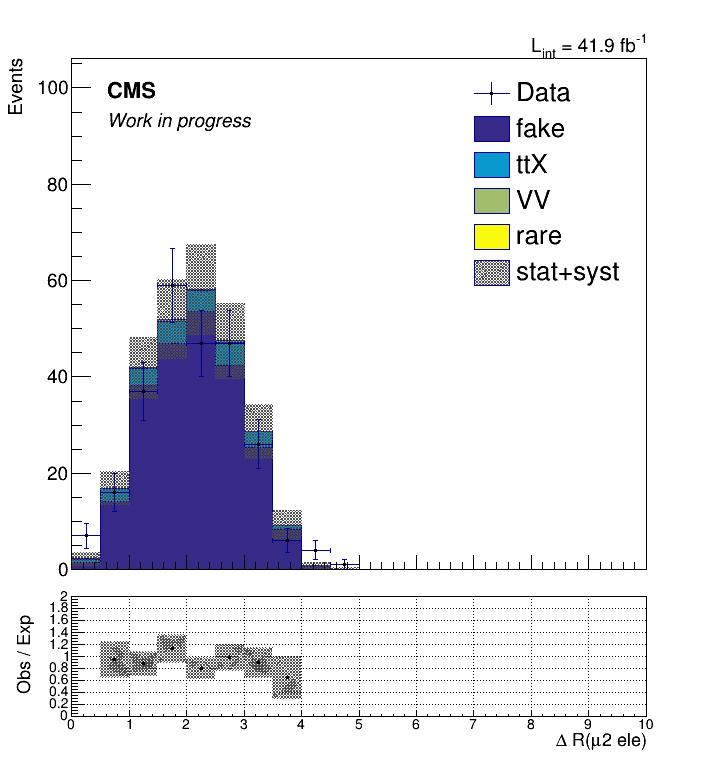 L_int = 41.9 fb^-1
Events
100
80
60
40
20
0
CMS
Work in progress
Data
fake
ttX
VV
rare
stat+syst
Obs / Exp
2
1.8
1.6
1.4
1.2
1
0.8
0.6
0.4
0.2
0
0 1 2 3 4 5 6 7 8 9 10
Δ R(μ2 ele)